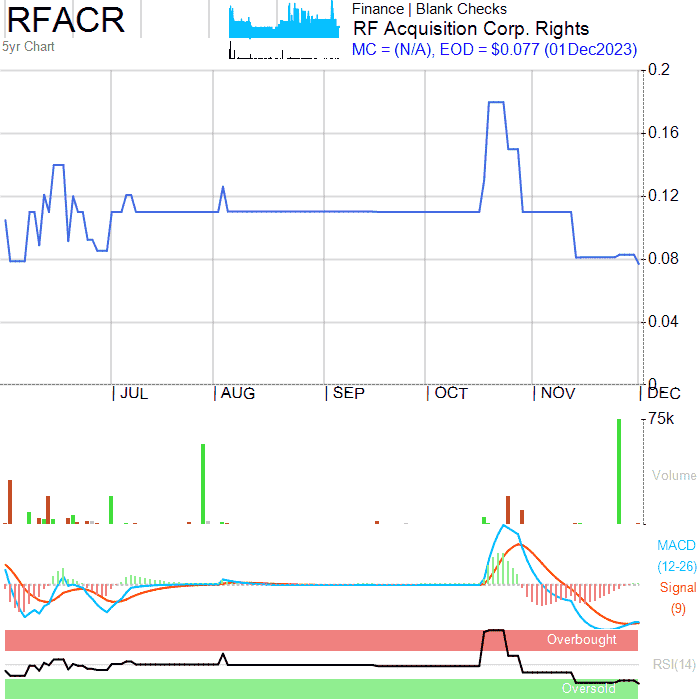 RFACR
5yr Chart
Finance | Blank Checks
RF Acquisition Corp. Rights
MC = (N/A), EOD = $0.077 (01Dec2023)
0.2
0.16
0.12
0.08
0.04
0
JUL AUG SEP OCT NOV DEC
75k
Volume
MACD
(12-26)
Signal
(9)
Overbought
RSI(14)
Oversold